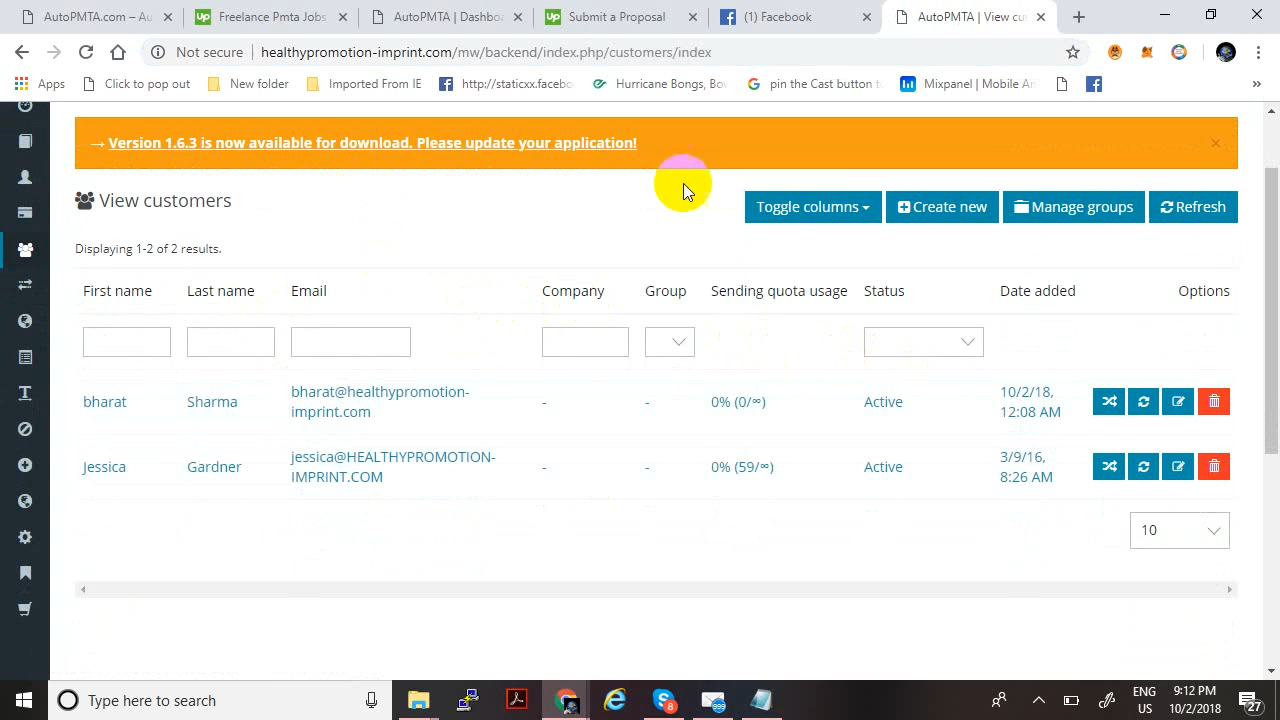 AutoPMTA.com – Au
Freelance Pmta Jobs
AutoPMTA | Dashboa
Submit a Proposal
(1) Facebook
AutoPMTA | View cu
Not secure
healthypromotion-imprint.com/mw/backend/index.php/customers/index
Apps
Click to pop out
New folder
Imported From IE
http://staticxx.facebo
Hurricane Bongs, Bow
pin the Cast button t
Mixpanel | Mobile An
»
→ Version 1.6.3 is now available for download. Please update your application!
×
View customers
Toggle columns
Create new
Manage groups
Refresh
Displaying 1-2 of 2 results.
First name
Last name
Email
Company
Group
Sending quota usage
Status
Date added
Options
bharat
Sharma
bharat@healthypromotion-
imprint.com
-
-
0% (0/∞)
Active
10/2/18,
12:08 AM
Jessica
Gardner
jessica@HEALTHYPROMOTION-
IMPRINT.COM
-
-
0% (59/∞)
Active
3/9/16,
8:26 AM
10
Type here to search
8
ENG
US
9:12 PM
10/2/2018
27